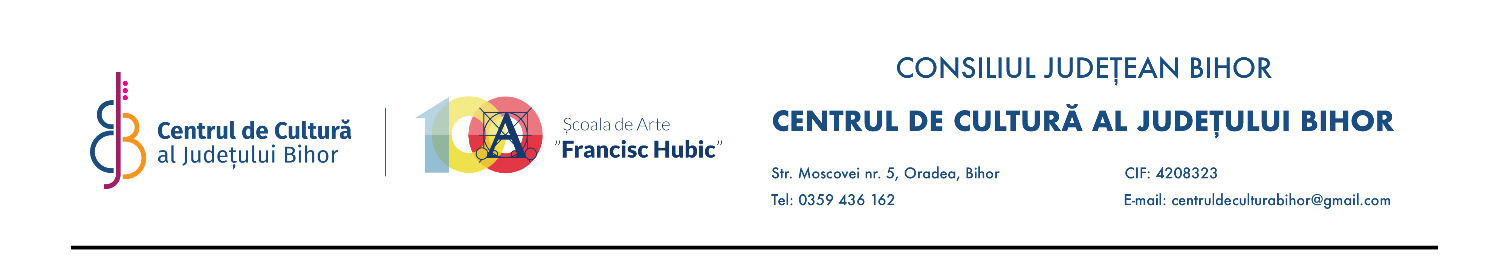 Centrul de Cultură
al Județului Bihor
100
A
Școala de Arte
”Francisc Hubic”
CONSILIUL JUDEȚEAN BIHOR
CENTRUL DE CULTURĂ AL JUDEȚULUI BIHOR
Str. Moscovei nr. 5, Oradea, Bihor
CIF: 4208323
Tel: 0359 436 162
E-mail: centruldeculturabihor@gmail.com